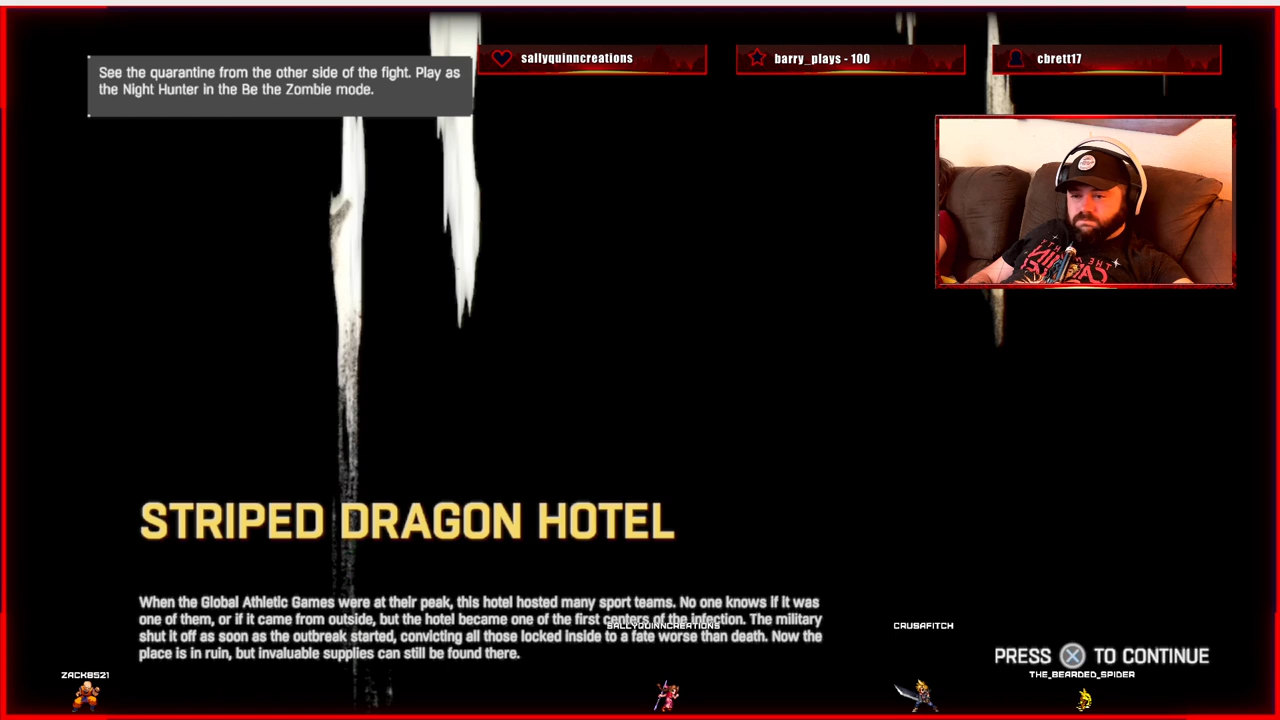 See the quarantine from the other side of the fight. Play as
the Night Hunter in the Be the Zombie mode.
sallyquinncreations
barry_plays - 100
cbrett17
STRIPED DRAGON HOTEL
When the Global Athletic Games were at their peak, this hotel hosted many sport teams. No one knows if it was
one of them, or if it came from outside, but the hotel became one of the first centers of the infection. The military
shut it off as soon as the outbreak started, convicting all those locked inside to a fate worse than death. Now the
place is in ruin, but invaluable supplies can still be found there.
SALLYQUINNCREATIONS
CRUSAFITCH
PRESS X TO CONTINUE
THE_BEARDED_SPIDER
ZACK8521